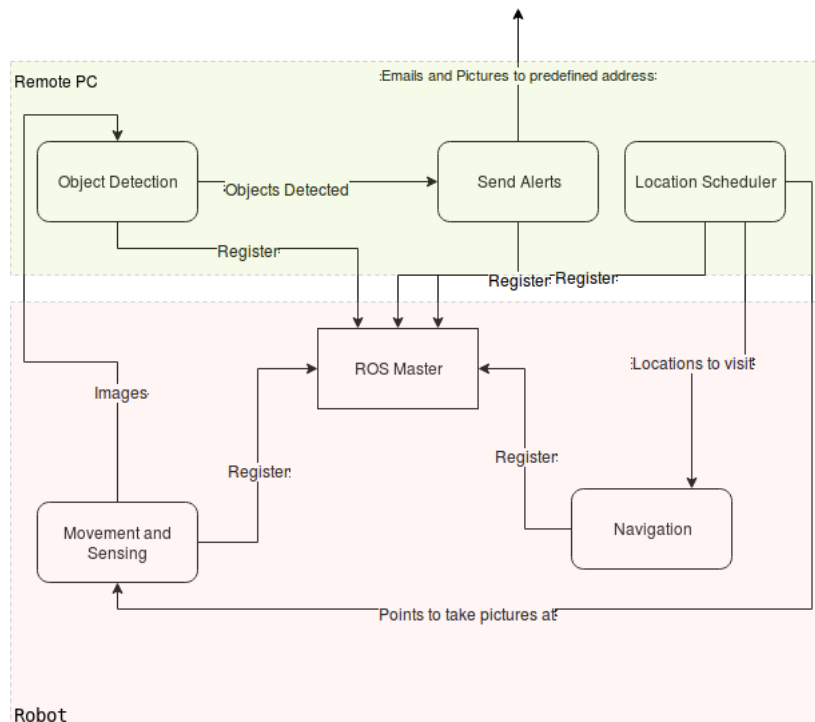 :Emails and Pictures to predefined address:
Remote PC
Object Detection
:Objects Detected
Send Alerts
Location Scheduler
Register:
Register:
Register:
ROS Master
:Locations to visit:
Images:
Register:
Register:
Movement and
Sensing
Navigation
Points to take pictures at:
Robot